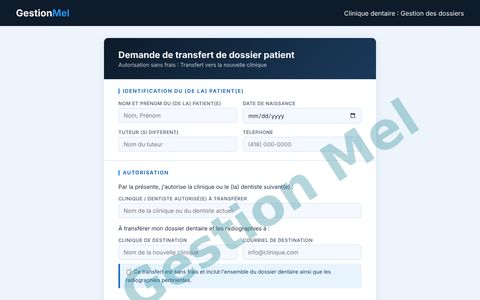 GestionMel
Clinique dentaire : Gestion des dossiers
Demande de transfert de dossier patient
Autorisation sans frais : Transfert vers la nouvelle clinique
IDENTIFICATION DU (DE LA) PATIENT(E)
NOM ET PRÉNOM DU (DE LA) PATIENT(E) DATE DE NAISSANCE
Nom, Prénom mm/dd/yyyy
TUTEUR (SI DIFFÉRENT) TÉLÉPHONE
Nom du tuteur (418) 000-0000
AUTORISATION
Par la présente, j'autorise la clinique ou le (la) dentiste suivant(e) :
CLINIQUE / DENTISTE AUTORISÉ(E) À TRANSFÉRER
Nom de la clinique ou du dentiste actuel
À transférer mon dossier dentaire et les radiographies à :
CLINIQUE DE DESTINATION COURRIEL DE DESTINATION
Nom de la nouvelle clinique info@clinique.com
Ce transfert est sans frais et inclut l'ensemble du dossier dentaire ainsi que les
radiographies pertinentes.
Gestion Mel